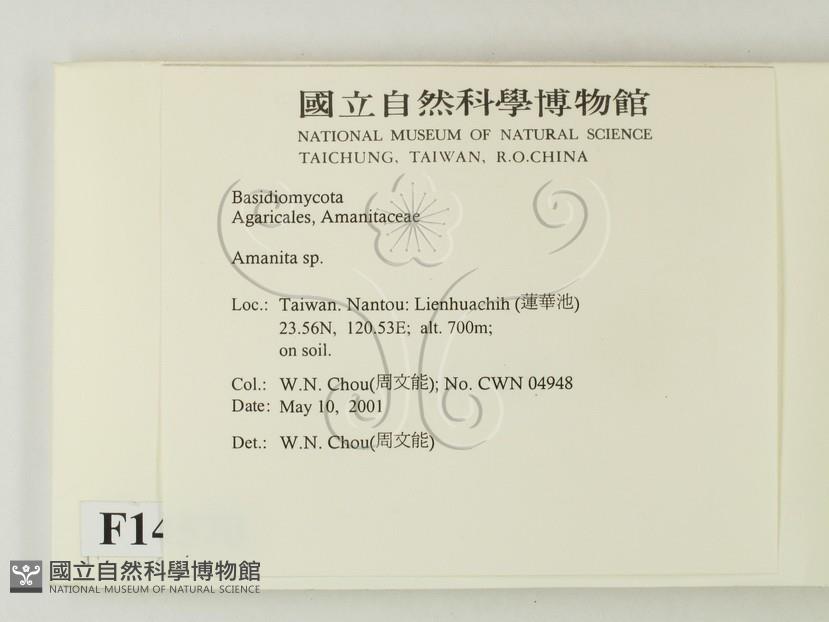 國立自然科學博物館
NATIONAL MUSEUM OF NATURAL SCIENCE
TAICHUNG, TAIWAN, R.O.CHINA
Basidiomycota
Agaricales, Amanitaceae
Amanita sp.
Loc.: Taiwan. Nantou: Lienhuachih (蓮華池)
23.56N, 120.53E; alt. 700m;
on soil.
Col.: W.N. Chou(周文能); No. CWN 04948
Date: May 10, 2001
Det.: W.N. Chou(周文能)
F14
國立自然科學博物館
NATIONAL MUSEUM OF NATURAL SCIENCE